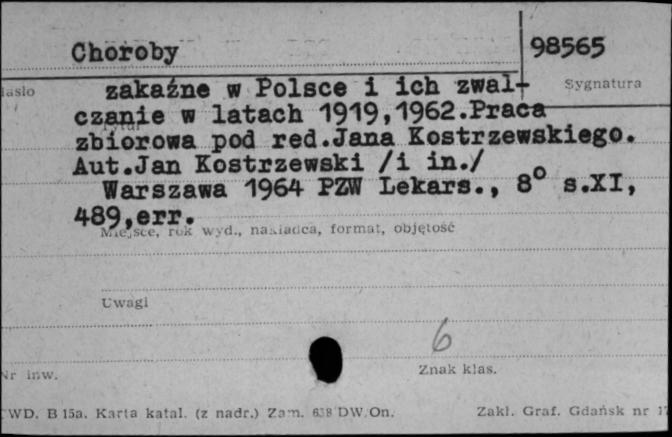 Choroby 98565
Sygnatura
zakaźne w Polsce i ich zwal-
czanie w latach 1919,1962.Praca
Tytuł
zbiorowa pod red.Jana Kostrzewskiego.
Aut.Jan Kostrzewski /i in./
Warszawa 1964 PZW Lekars., 8° s.XI,
489,err.
Miejsce, rok wyd., nakładca, format, objętość
Uwagi
6
Nr inw. Znak klas.
WD. B 15a. Karta katal. (z nadr.) Zam. 638 DW/On. Zakł. Graf. Gdańsk nr